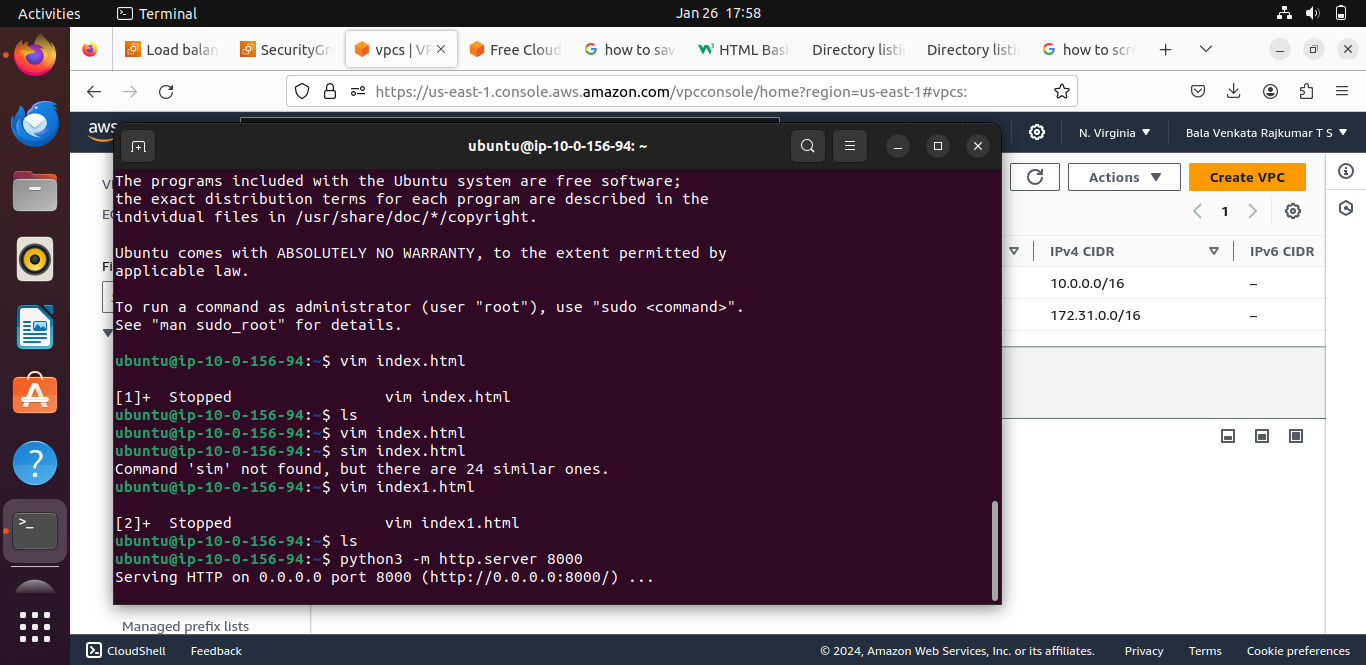 Activities
Terminal
Jan 26 17:58
Load balan
SecurityGr
vpcs | VP
Free Cloud
how to sav
HTML Basi
Directory listi
Directory listi
how to scr
https://us-east-1.console.aws.amazon.com/vpcconsole/home?region=us-east-1#vpcs:
aws
N. Virginia
Bala Venkata Rajkumar T S
ubuntu@ip-10-0-156-94: ~
Actions
Create VPC
1
IPv4 CIDR
IPv6 CIDR
10.0.0.0/16
–
172.31.0.0/16
–
The programs included with the Ubuntu system are free software;
the exact distribution terms for each program are described in the
individual files in /usr/share/doc/*/copyright.
Ubuntu comes with ABSOLUTELY NO WARRANTY, to the extent permitted by
applicable law.
To run a command as administrator (user "root"), use "sudo <command>".
See "man sudo_root" for details.
ubuntu@ip-10-0-156-94:~$ vim index.html
[1]+  Stopped                 vim index.html
ubuntu@ip-10-0-156-94:~$ ls
ubuntu@ip-10-0-156-94:~$ vim index.html
ubuntu@ip-10-0-156-94:~$ sim index.html
Command 'sim' not found, but there are 24 similar ones.
ubuntu@ip-10-0-156-94:~$ vim index1.html
[2]+  Stopped                 vim index1.html
ubuntu@ip-10-0-156-94:~$ ls
ubuntu@ip-10-0-156-94:~$ python3 -m http.server 8000
Serving HTTP on 0.0.0.0 port 8000 (http://0.0.0.0:8000/) ...
Managed prefix lists
CloudShell
Feedback
© 2024, Amazon Web Services, Inc. or its affiliates.
Privacy
Terms
Cookie preferences